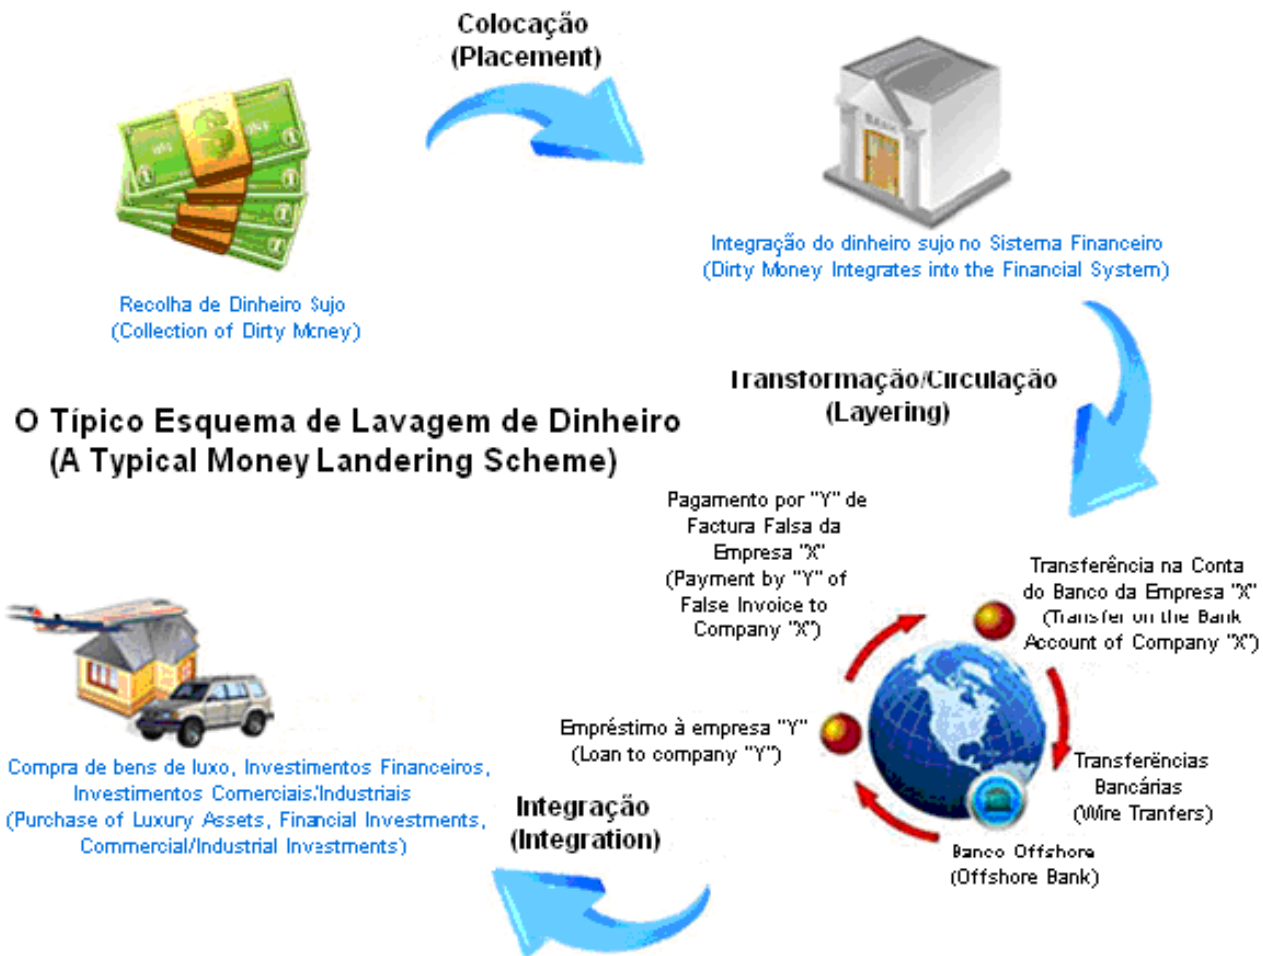 Colocação
(Placement)
BANK
Integração do dinheiro sujo no Sistema Financeiro
(Dirty Money Integrates into the Financial System)
Recolha de Dinheiro Sujo
(Collection of Dirty Money)
Transformação/Circulação
(Layering)
O Típico Esquema de Lavagem de Dinheiro
(A Typical Money Landering Scheme)
Pagamento por "Y" de
Factura Falsa da
Empresa "X"
(Payment by "Y" of
False Invoice to
Company "X")
Transferência na Conta
do Banco da Empresa "X"
(Transfer on the Bank
Account of Company "X")
Empréstimo à empresa "Y"
(Loan to company "Y")
Transferëncias
Bancárias
(Wire Tranfers)
Banco Offshore
(Offshore Bank)
Compra de bens de luxo, Investimentos Financeiros,
Investimentos Comerciais/Industriais
(Purchase of Luxury Assets, Financial Investments,
Commercial/Industrial Investments)
Integração
(Integration)